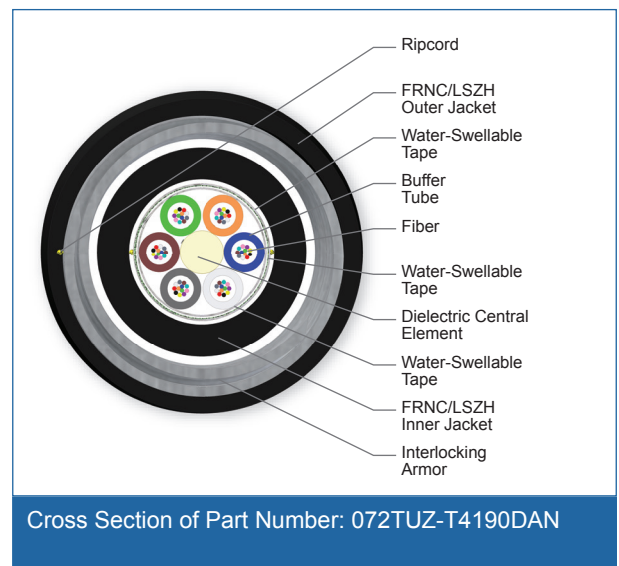 Ripcord
FRNC/LSZH
Outer Jacket
Water-Swellable
Tape
Buffer
Tube
Fiber
Water-Swellable
Tape
Dielectric Central
Element
Water-Swellable
Tape
FRNC/LSZH
Inner Jacket
Interlocking
Armor
Cross Section of Part Number: 072TUZ-T4190DAN